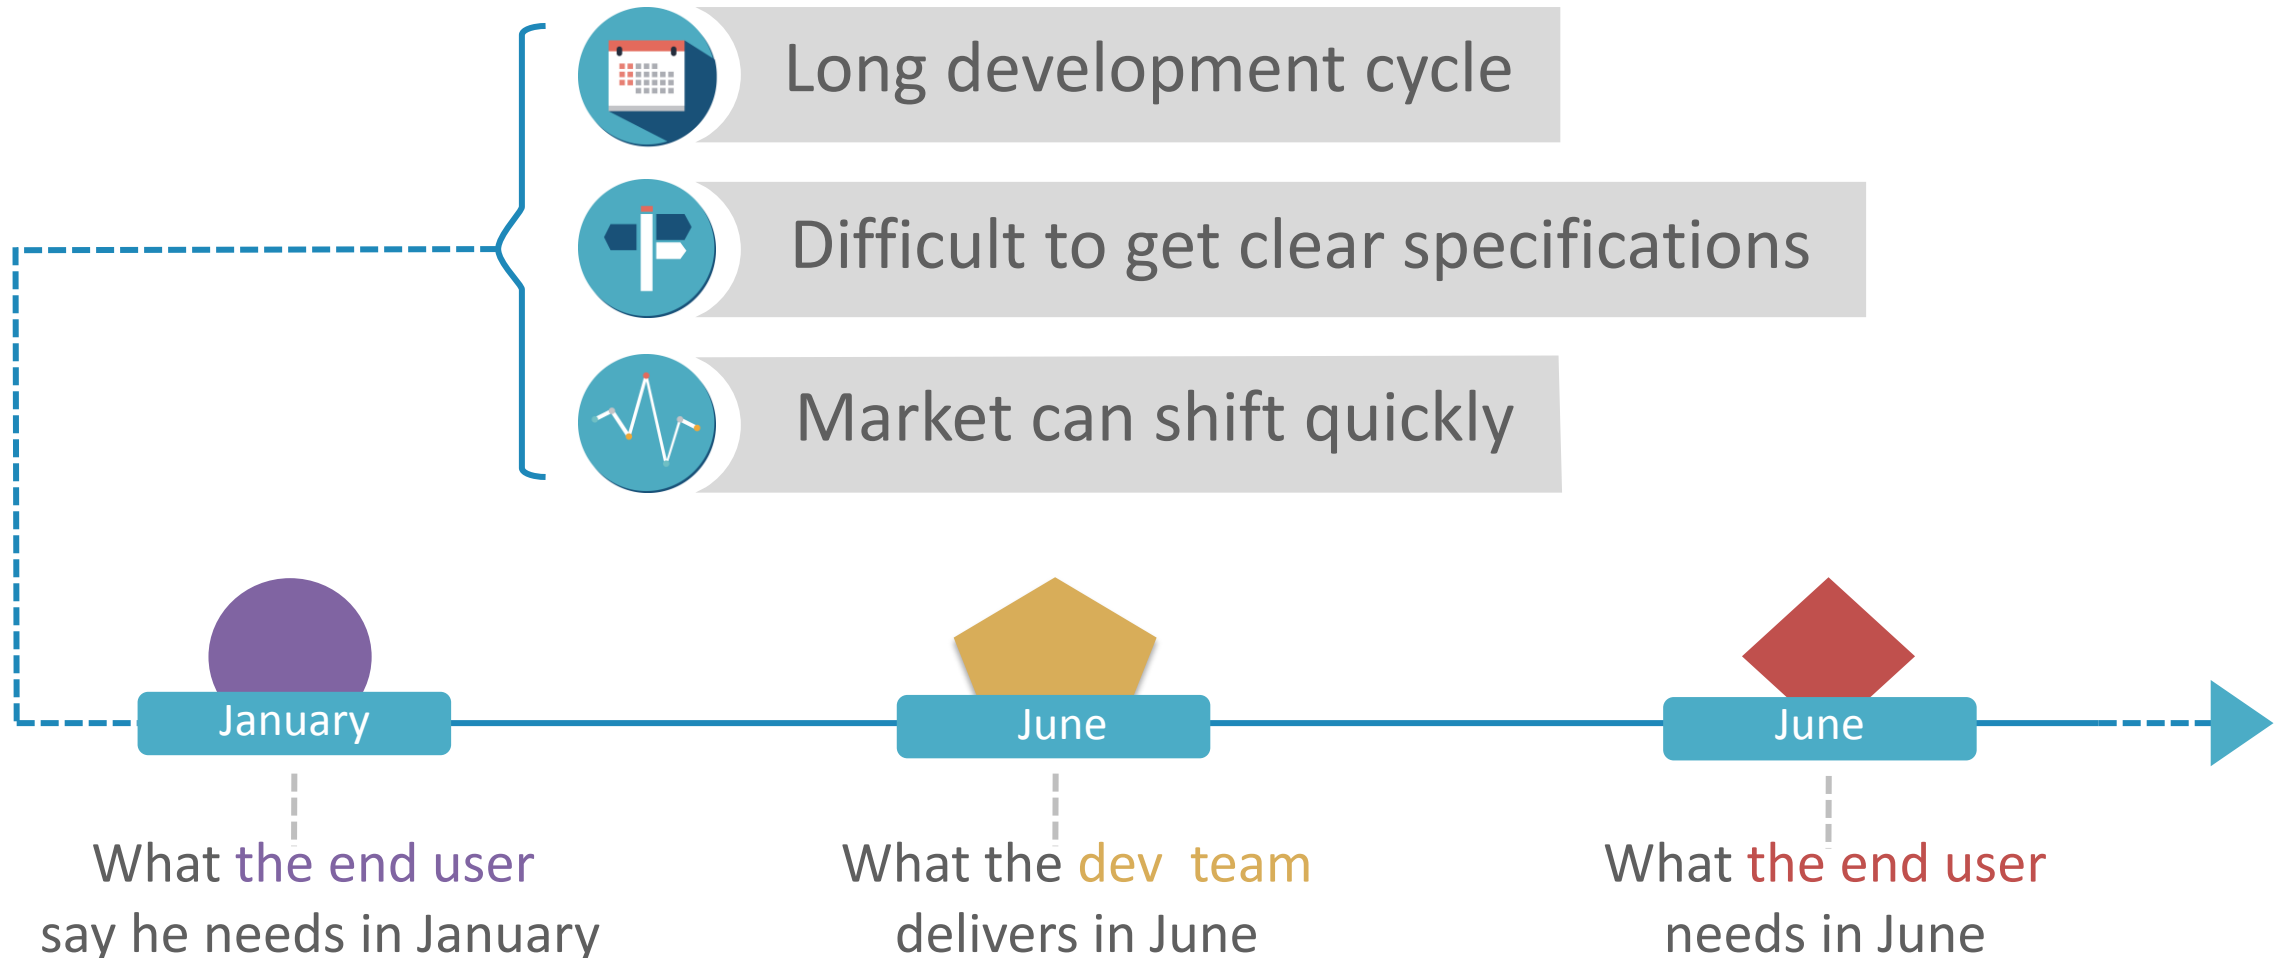 Long development cycle
Difficult to get clear specifications
Market can shift quickly
January
June
June
What the end user
say he needs in January
What the dev team
delivers in June
What the end user
needs in June